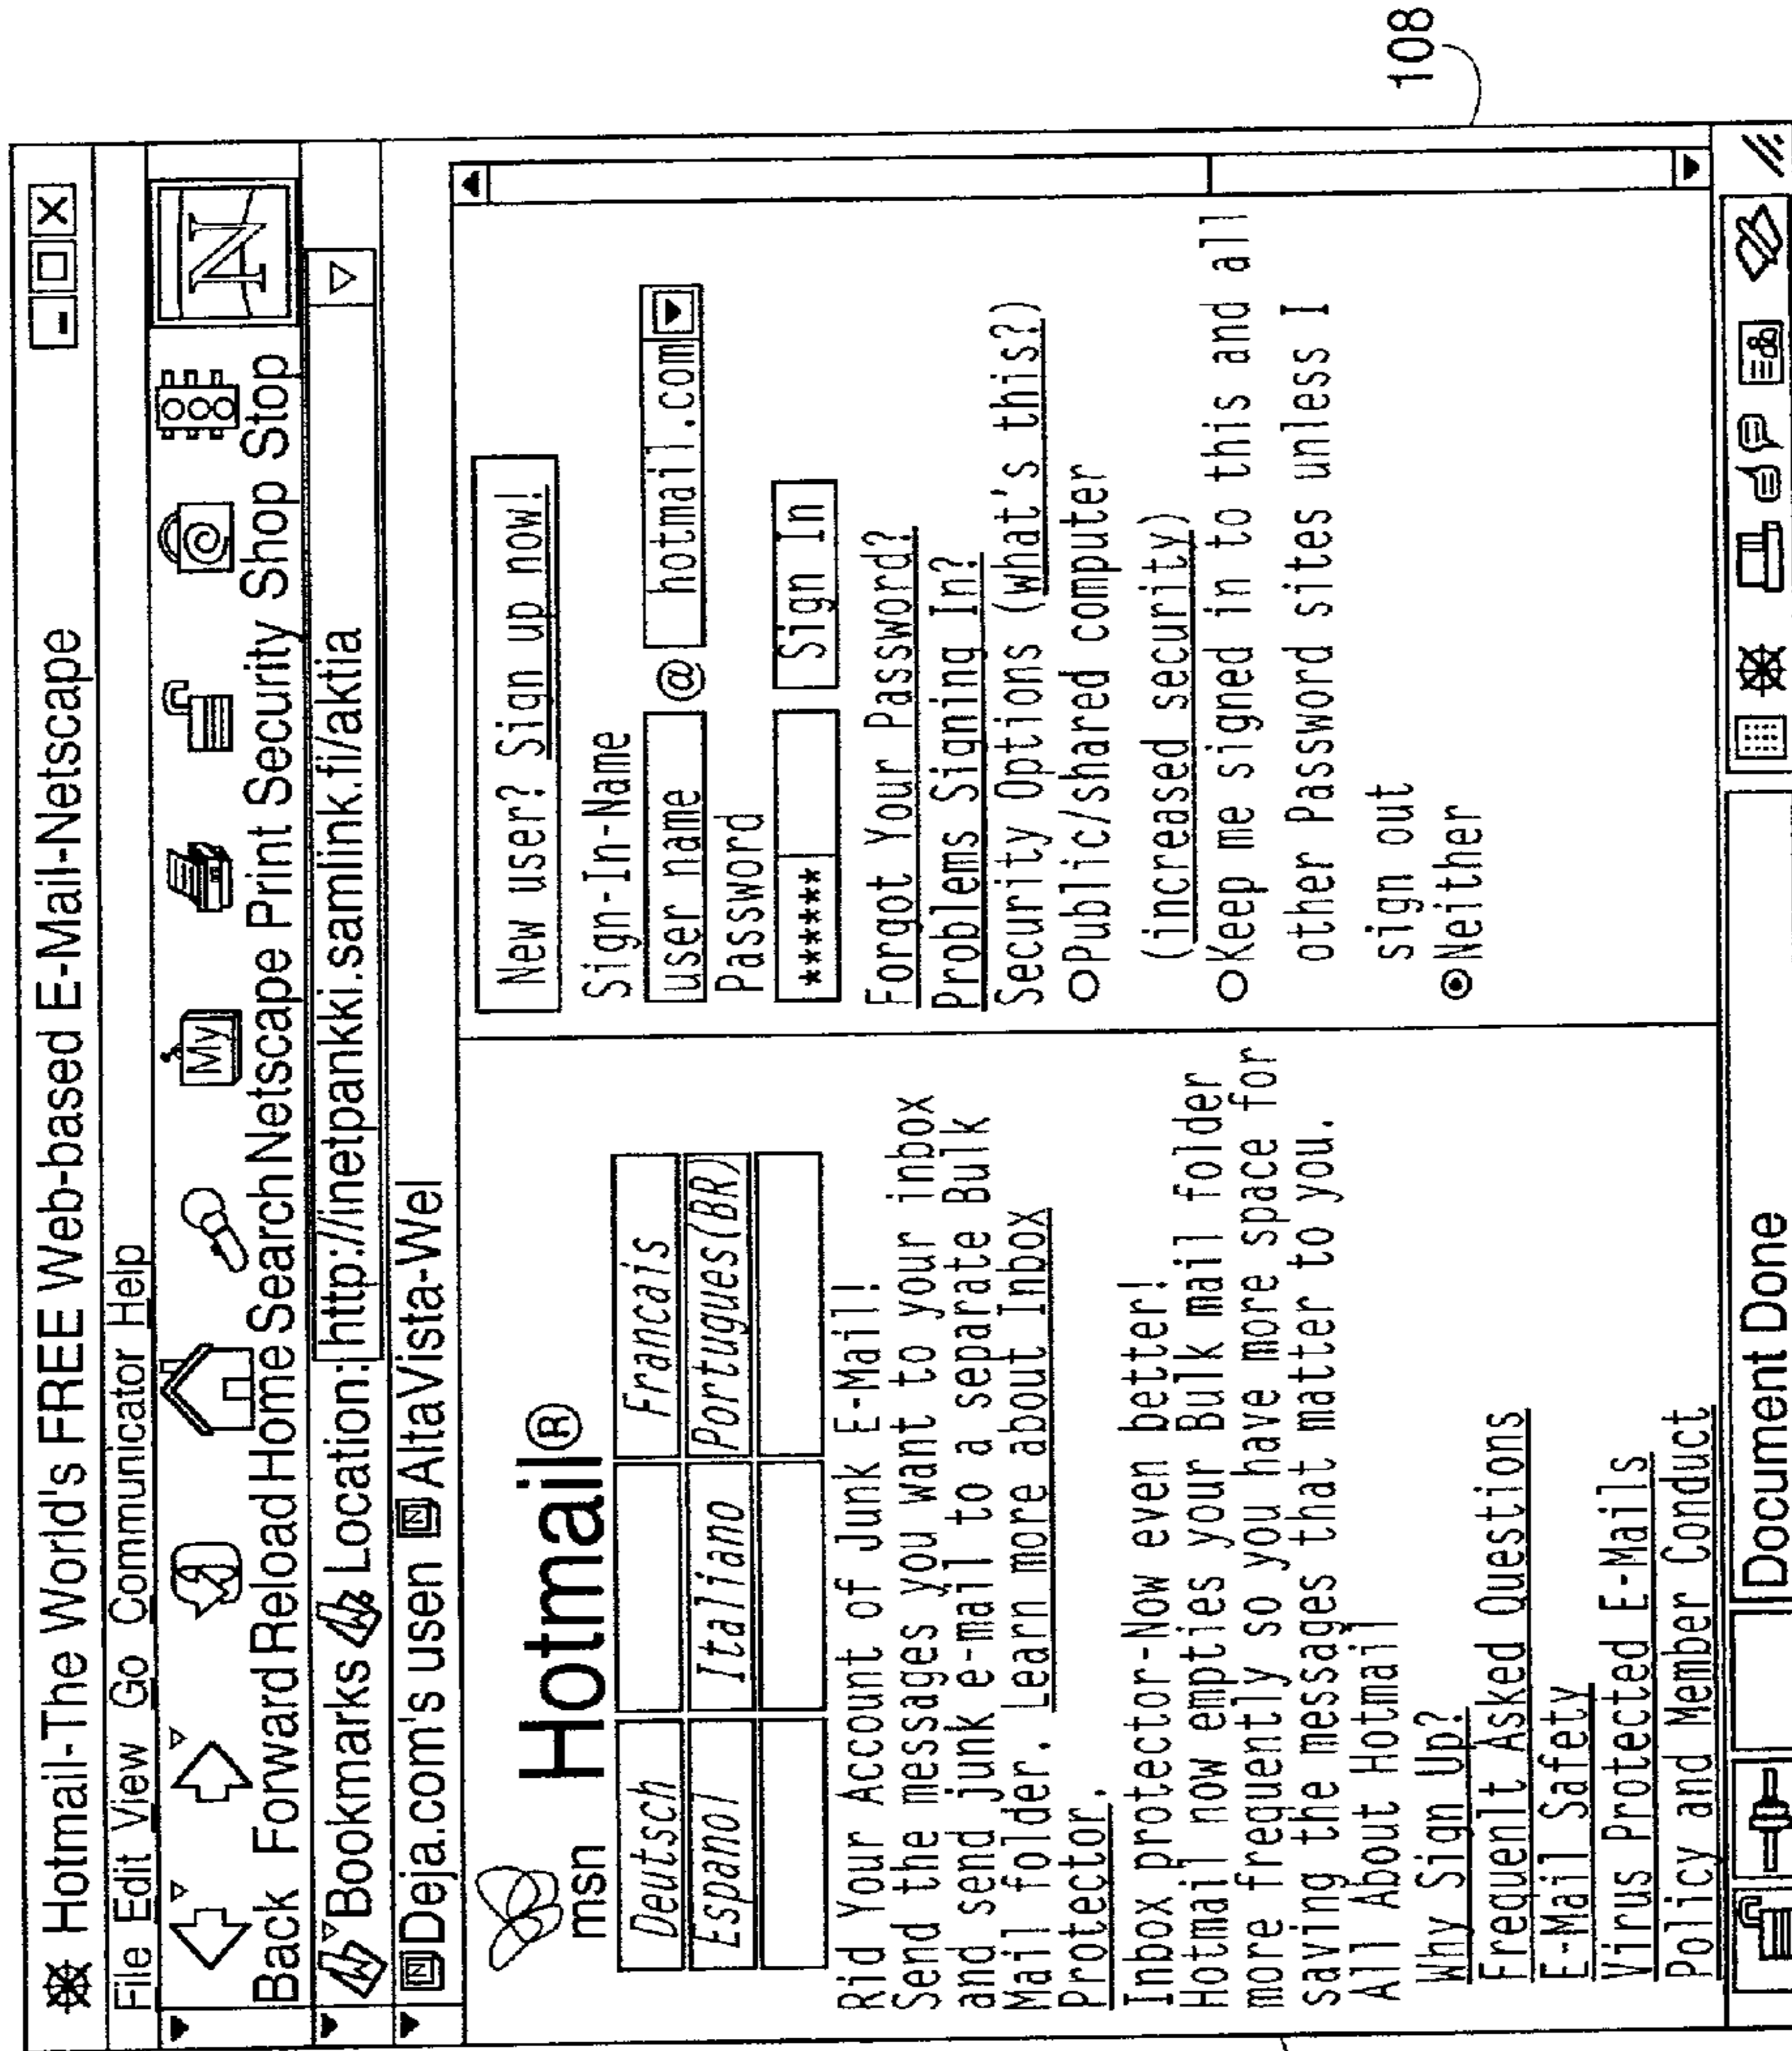 Hotmail-The World's FREE Web-based E-Mail-Netscape
File Edit View Go Communicator Help
My N
Back Forward Reload Home Search Netscape Print Security Shop Stop
Bookmarks Location: http://inetpankki.samlink.fi/aktia
N Deja.com's usen N AltaVista-Wel
msn Hotmail®
Deutsch Francais
Espanol Italiano Portugues(BR)
Rid Your Account of Junk E-Mail!
Send the messages you want to your inbox
and send junk e-mail to a separate Bulk
Mail folder. Learn more about Inbox
Protector.
Inbox protector-Now even better!
Hotmail now empties your Bulk mail folder
more frequently so you have more space for
saving the messages that matter to you.
All About Hotmail
Why Sign Up?
Frequenlt Asked Questions
E-Mail Safety
Virus Protected E-Mails
Policy and Member Conduct
New user? Sign up now!
Sign-In-Name
user name @ hotmail.com
Password
****** Sign In
Forgot Your Password?
Problems Signing In?
Security Options (what's this?)
Public/shared computer
(increased security)
Keep me signed in to this and all
other Password sites unless I
sign out
Neither
Document Done
108